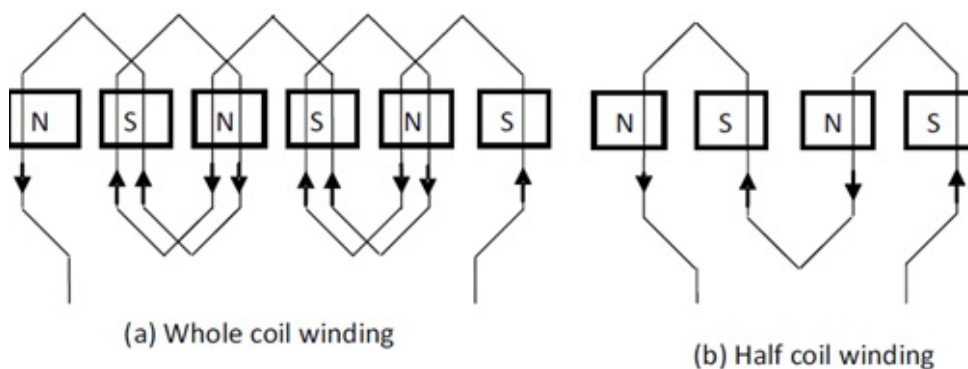 N S N S N S
N S N S
(a) Whole coil winding
(b) Half coil winding